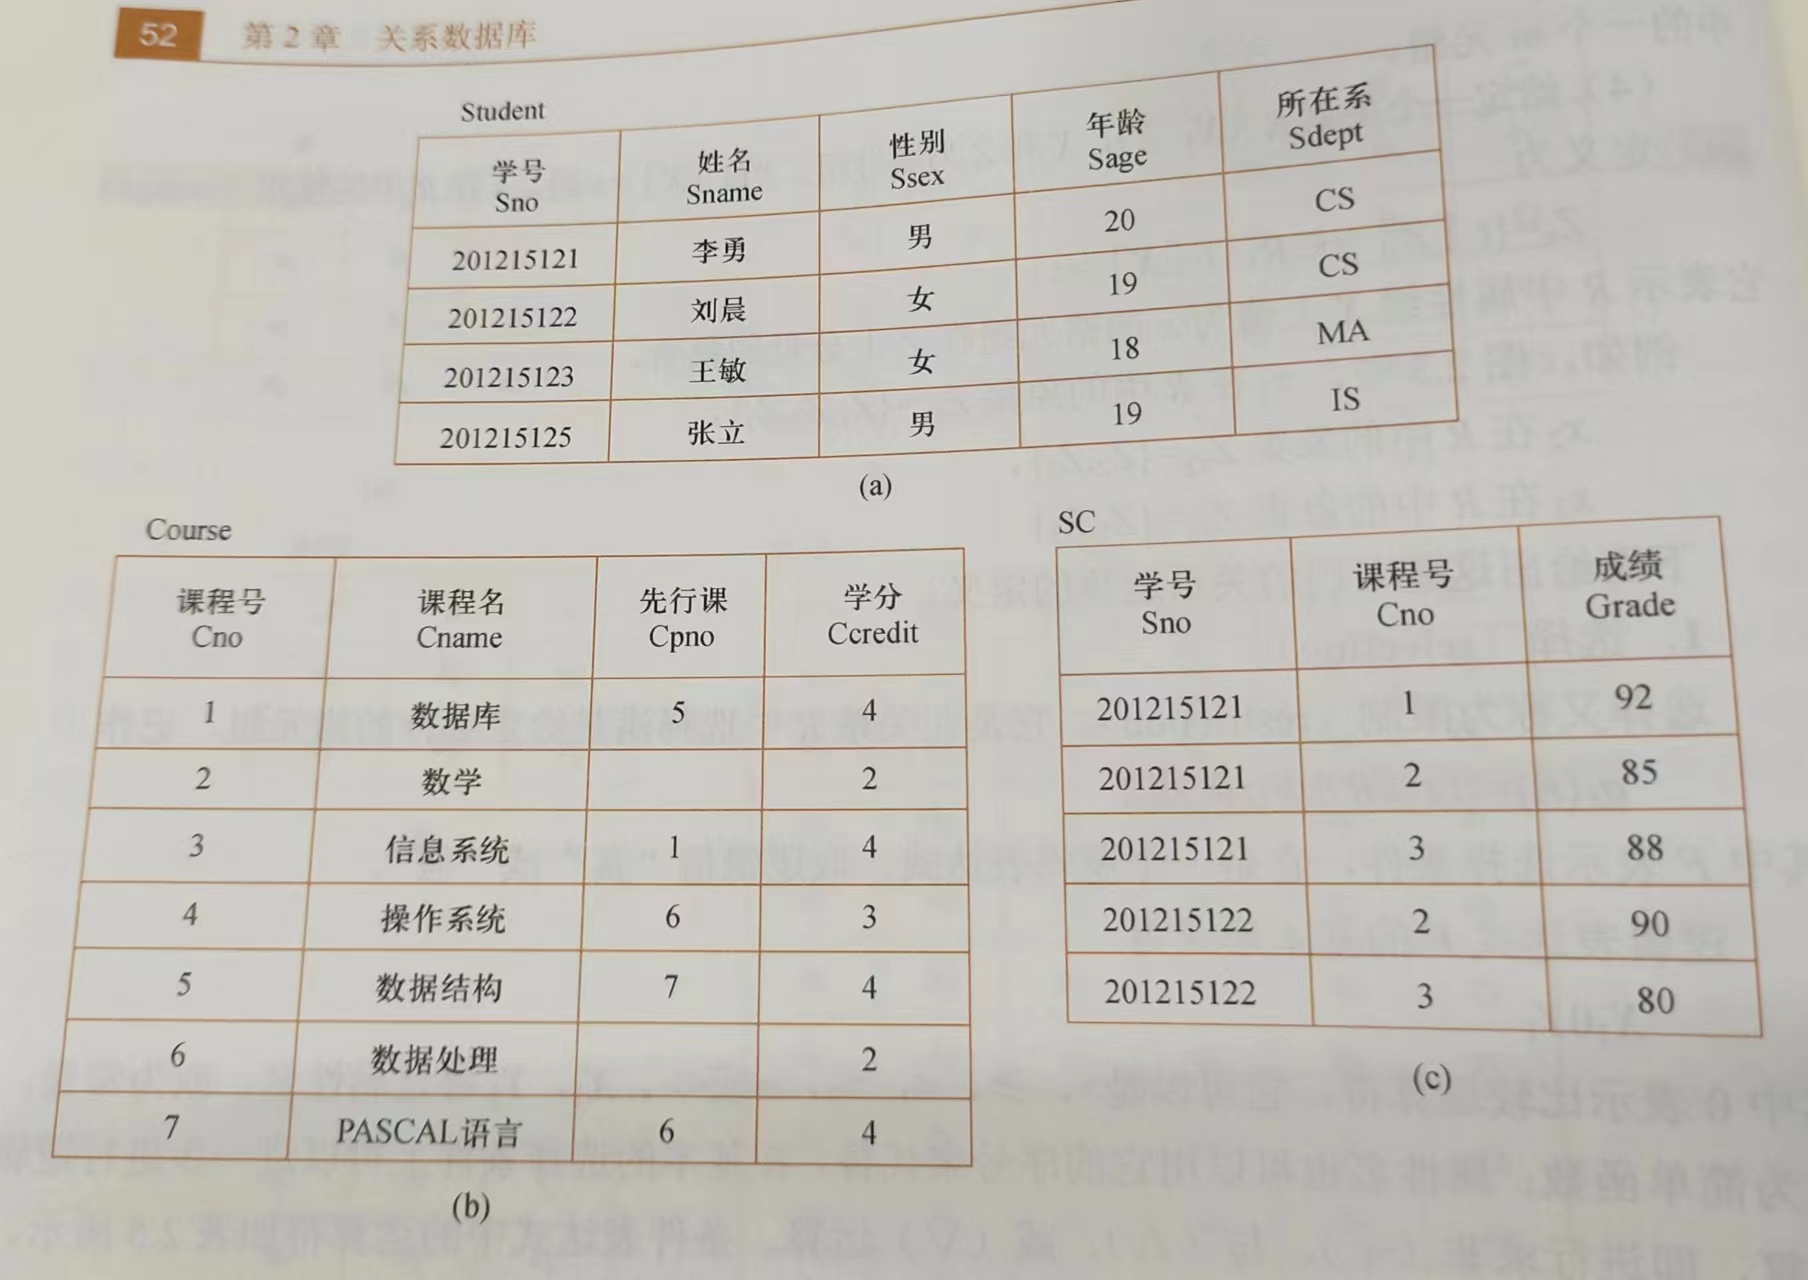 52 第 2 章 关系数据库
Student
学号 姓名 性别 年龄 所在系
Sno Sname Ssex Sage Sdept
201215121 李勇 男 20 CS
201215122 刘晨 女 19 CS
201215123 王敏 女 18 MA
201215125 张立 男 19 IS
(a)
Course
课程号 课程名 先行课 学分
Cno Cname Cpno Ccredit
1 数据库 5 4
2 数学 2
3 信息系统 1 4
4 操作系统 6 3
5 数据结构 7 4
6 数据处理 2
7 PASCAL语言 6 4
(b)
SC
学号 课程号 成绩
Sno Cno Grade
201215121 1 92
201215121 2 85
201215121 3 88
201215122 2 90
201215122 3 80
(c)